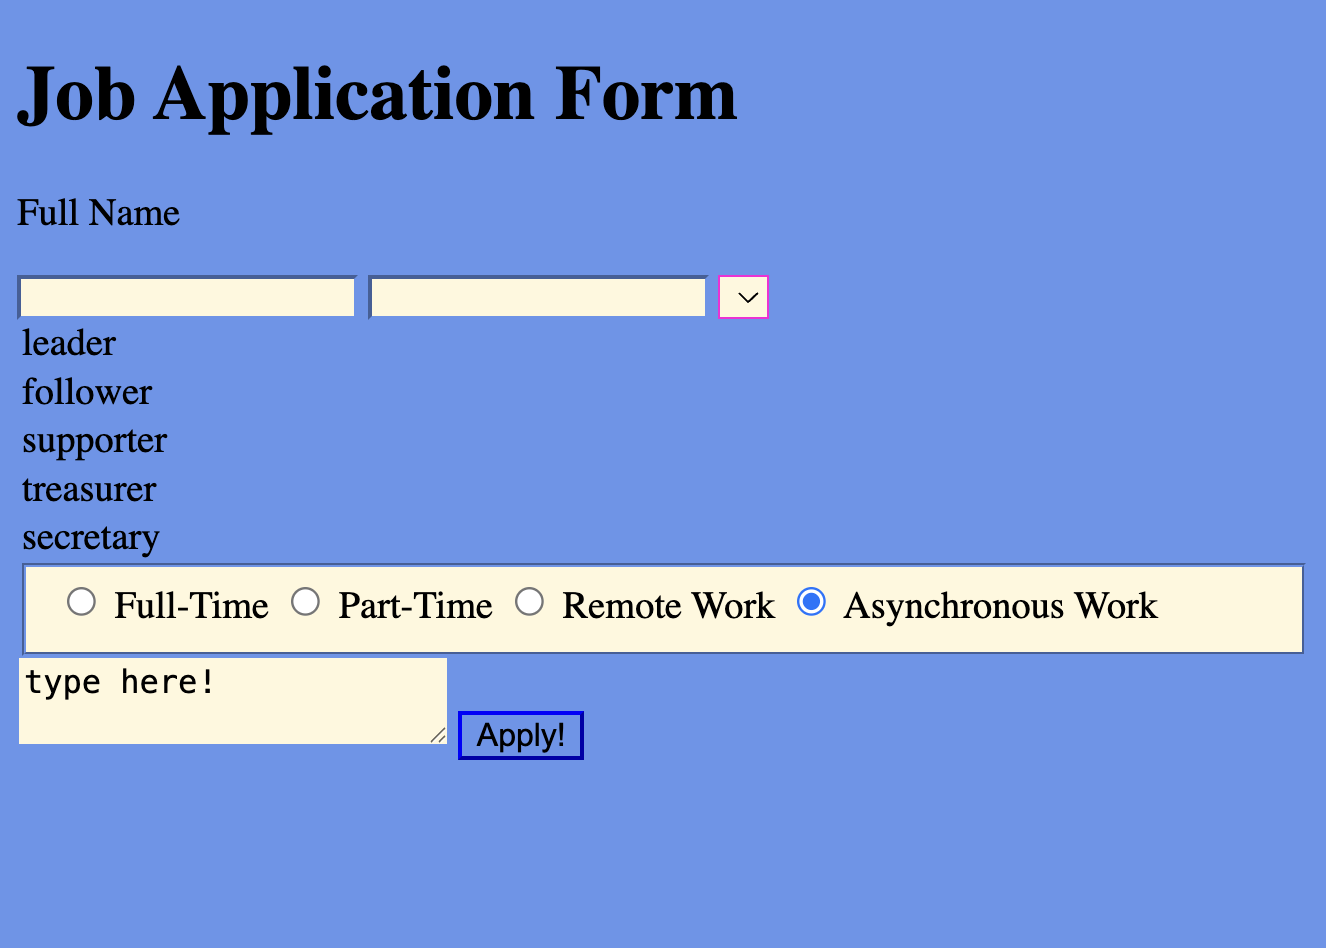 Job Application Form
Full Name
leader
follower
supporter
treasurer
secretary
Full-Time Part-Time Remote Work Asynchronous Work
type here!
Apply!